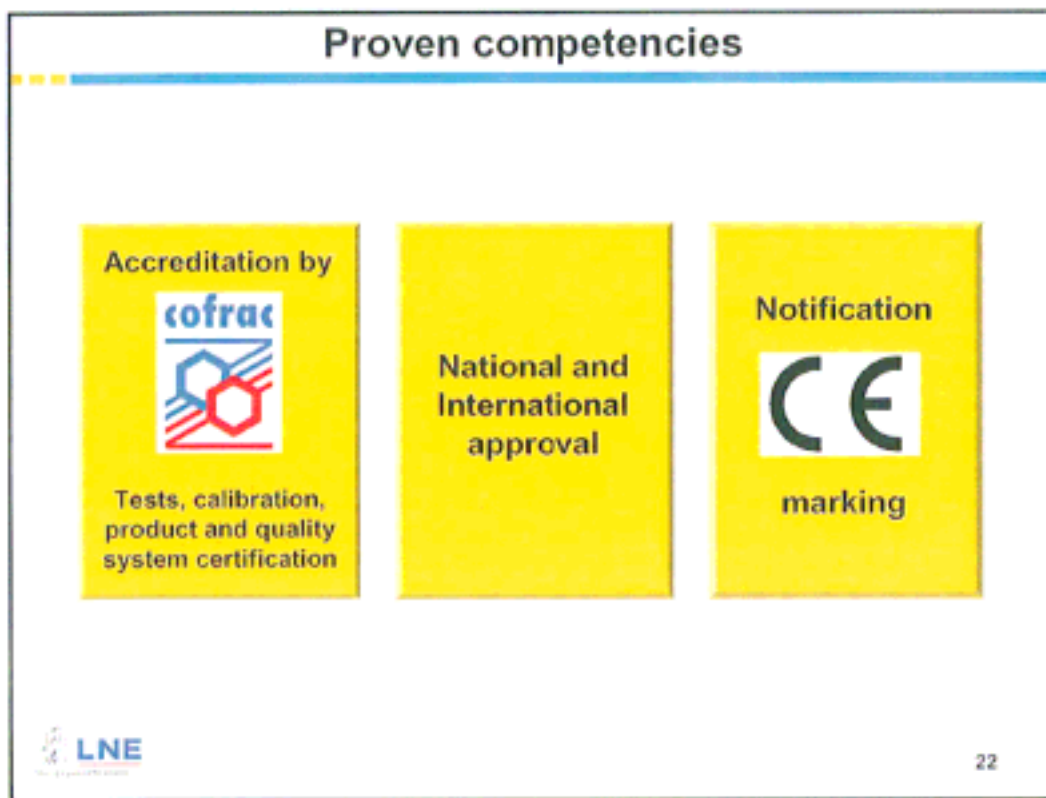 Proven competencies
Accreditation by
cofrac
Tests, calibration,
product and quality
system certification
National and
International
approval
Notification
CE
marking
LNE
22